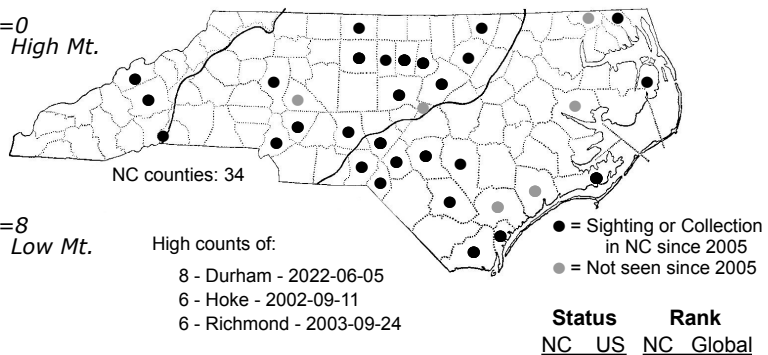 =0
High Mt.
NC counties: 34
=8
Low Mt.
High counts of:
8 - Durham - 2022-06-05
6 - Hoke - 2002-09-11
6 - Richmond - 2003-09-24
= Sighting or Collection
in NC since 2005
= Not seen since 2005
Status Rank
NC US NC Global